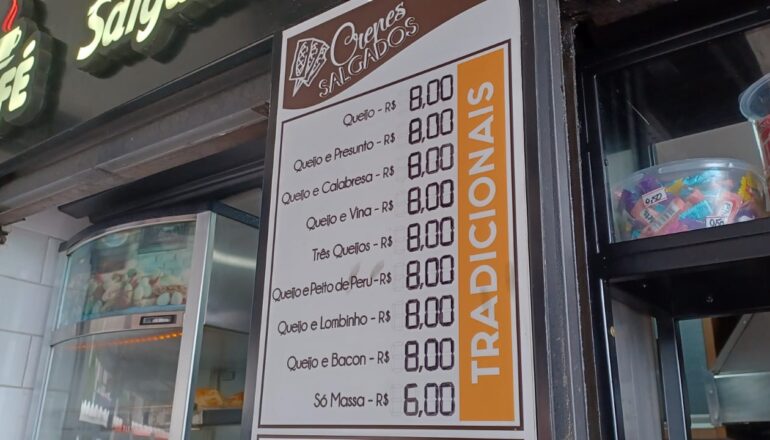 FÉ
Salga
Crepes
SALGADOS
TRADICIONAIS
Queijo - R$ 8,00
Queijo e Presunto - R$ 8,00
Queijo e Calabresa - R$ 8,00
Queijo e Vina - R$ 8,00
Três Queijos - R$ 8,00
Queijo e Peito de Peru - R$ 8,00
Queijo e Lombinho - R$ 8,00
Queijo e Bacon - R$ 8,00
Só Massa - R$ 6,00
0,50